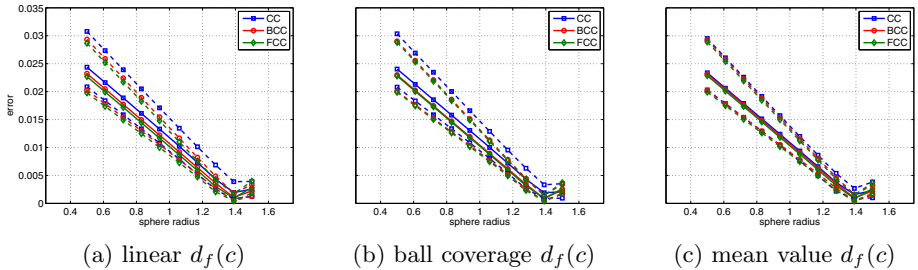 0.035
0.03
0.025
0.02
0.015
0.01
0.005
0
error
0.4 0.6 0.8 1 1.2 1.4 1.6
sphere radius
CC
BCC
FCC
0.4 0.6 0.8 1 1.2 1.4 1.6
sphere radius
CC
BCC
FCC
0.4 0.6 0.8 1 1.2 1.4 1.6
sphere radius
CC
BCC
FCC
(a) linear d_f(c)
(b) ball coverage d_f(c)
(c) mean value d_f(c)